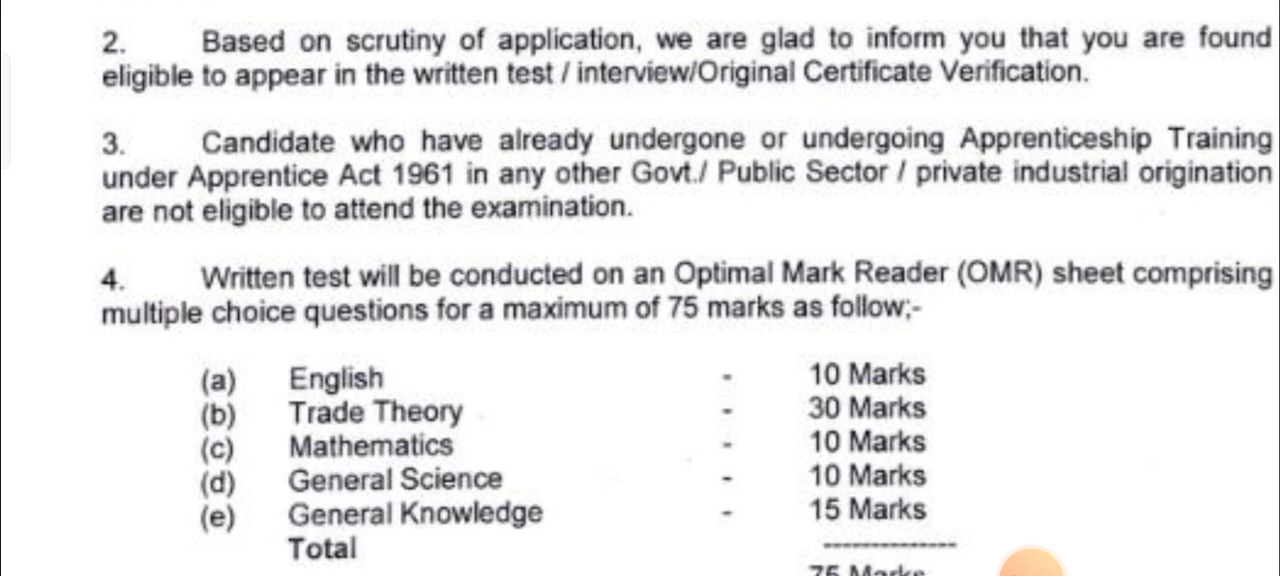 2. Based on scrutiny of application, we are glad to inform you that you are found
eligible to appear in the written test / interview/Original Certificate Verification.
3. Candidate who have already undergone or undergoing Apprenticeship Training
under Apprentice Act 1961 in any other Govt./ Public Sector / private industrial origination
are not eligible to attend the examination.
4. Written test will be conducted on an Optimal Mark Reader (OMR) sheet comprising
multiple choice questions for a maximum of 75 marks as follow;-
(a) English - 10 Marks
(b) Trade Theory - 30 Marks
(c) Mathematics - 10 Marks
(d) General Science - 10 Marks
(e) General Knowledge - 15 Marks
Total --------------
75 Marks